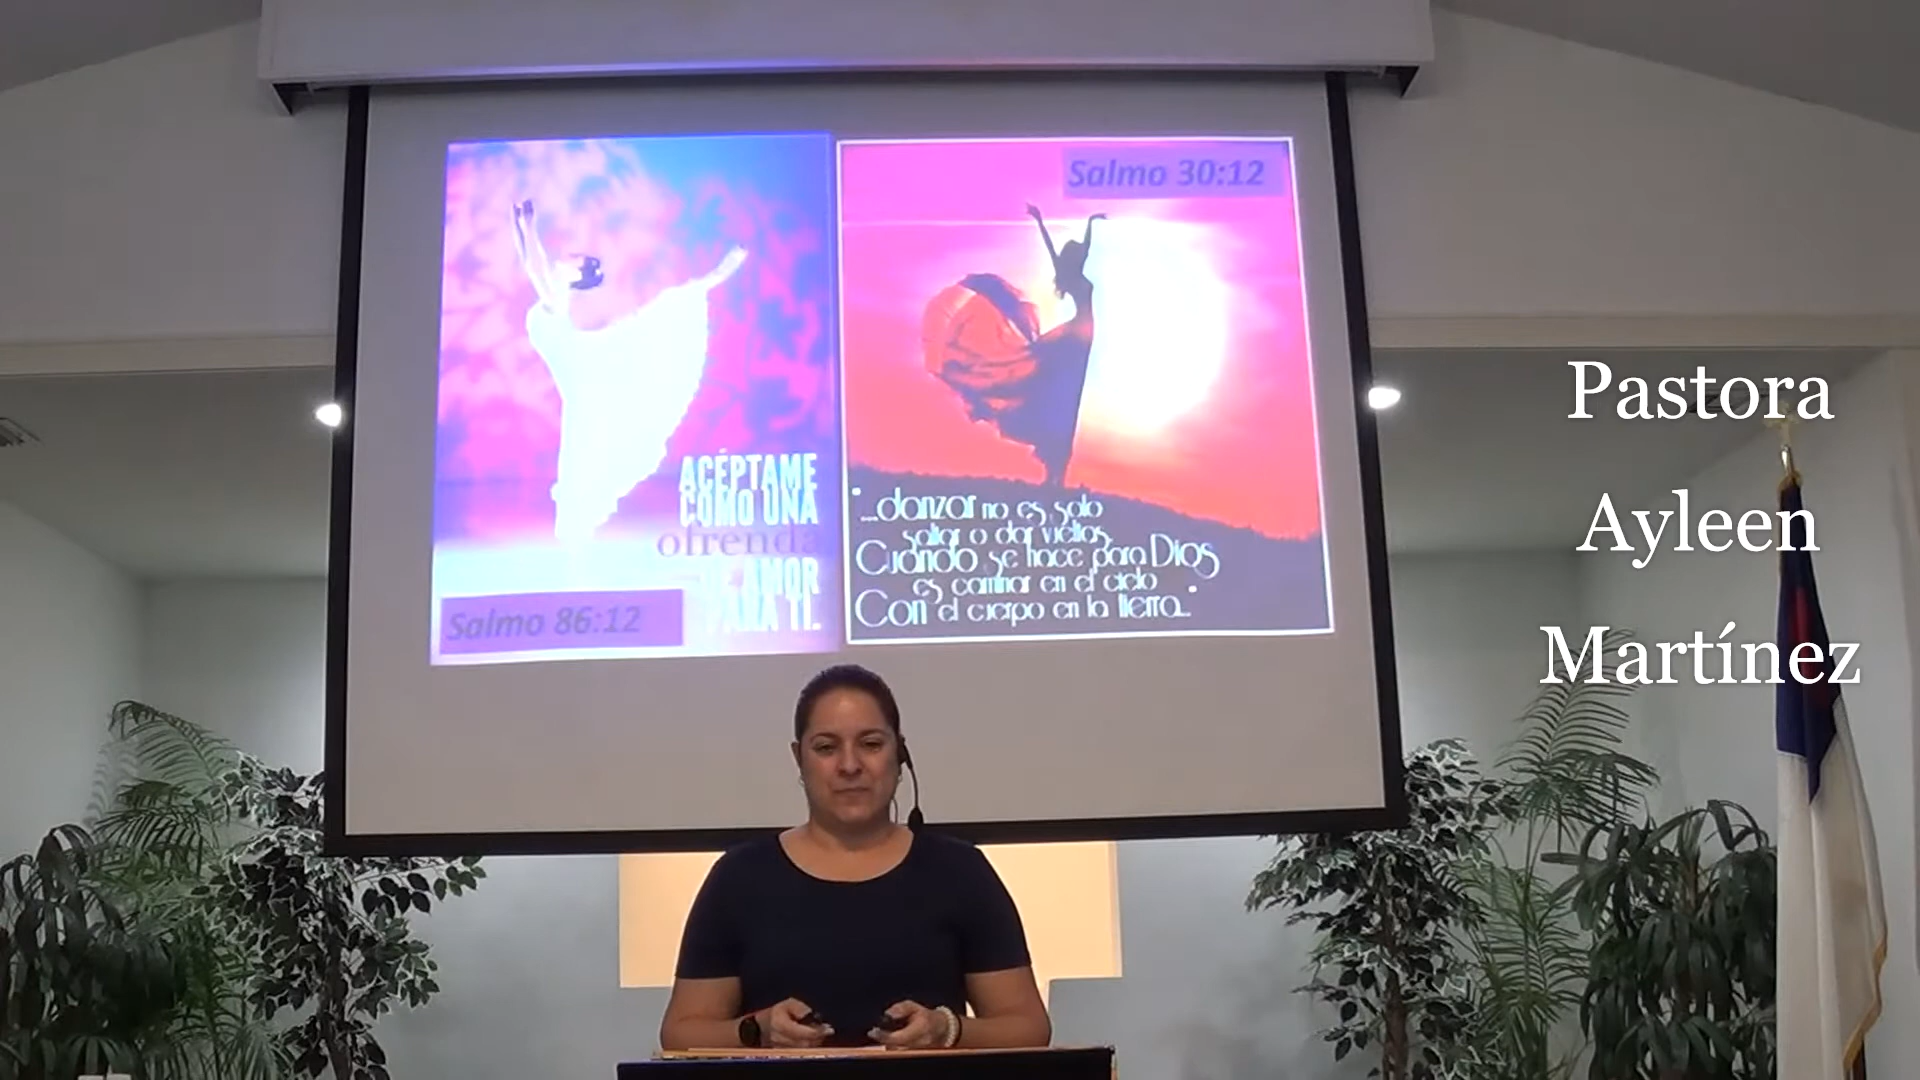 Salmo 30:12
ACÉPTAME
COMO UNA
ofrenda
DE AMOR
PARA TI.
Salmo 86:12
"...danzar no es solo
saltar o dar vueltas.
Cuando se hace para Dios
es caminar en el cielo
Con el cuerpo en la tierra..."
Pastora
Ayleen
Martínez